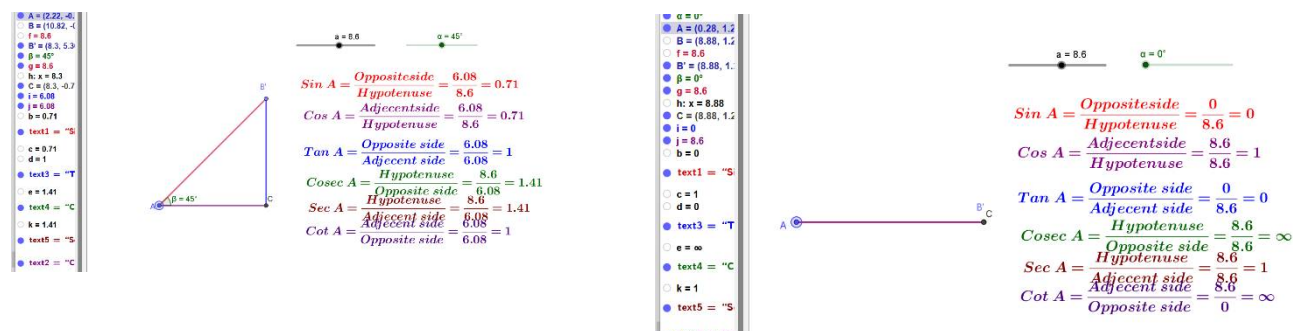 A = (2.22, -0.
B = (10.82, -(
f = 8.6
B' = (8.3, 5.3(
β = 45°
g = 8.6
h: x = 8.3
C = (8.3, -0.7
i = 6.08
j = 6.08
b = 0.71
text1 = "Si
c = 0.71
d = 1
text3 = "T
e = 1.41
text4 = "C
k = 1.41
text5 = "S
text2 = "C
a = 8.6
α = 45°
B'
A
β = 45°
C
Sin A = Oppositeside / Hypotenuse = 6.08 / 8.6 = 0.71
Cos A = Adjecentside / Hypotenuse = 6.08 / 8.6 = 0.71
Tan A = Opposite side / Adjecent side = 6.08 / 6.08 = 1
Cosec A = Hypotenuse / Opposite side = 8.6 / 6.08 = 1.41
Sec A = Hypotenuse / Adjecent side = 8.6 / 6.08 = 1.41
Cot A = Adjecent side / Opposite side = 6.08 / 6.08 = 1
α = 0°
A = (0.28, 1.2
B = (8.88, 1.2
f = 8.6
B' = (8.88, 1.
β = 0°
g = 8.6
h: x = 8.88
C = (8.88, 1.2
i = 0
j = 8.6
b = 0
text1 = "S
c = 1
d = 0
text3 = "T
e = ∞
text4 = "C
k = 1
text5 = "S
a = 8.6
α = 0°
A
B'
C
Sin A = Oppositeside / Hypotenuse = 0 / 8.6 = 0
Cos A = Adjecentside / Hypotenuse = 8.6 / 8.6 = 1
Tan A = Opposite side / Adjecent side = 0 / 8.6 = 0
Cosec A = Hypotenuse / Opposite side = 8.6 / 8.6 = ∞
Sec A = Hypotenuse / Adjecent side = 8.6 / 8.6 = 1
Cot A = Adjecent side / Opposite side = 8.6 / 0 = ∞